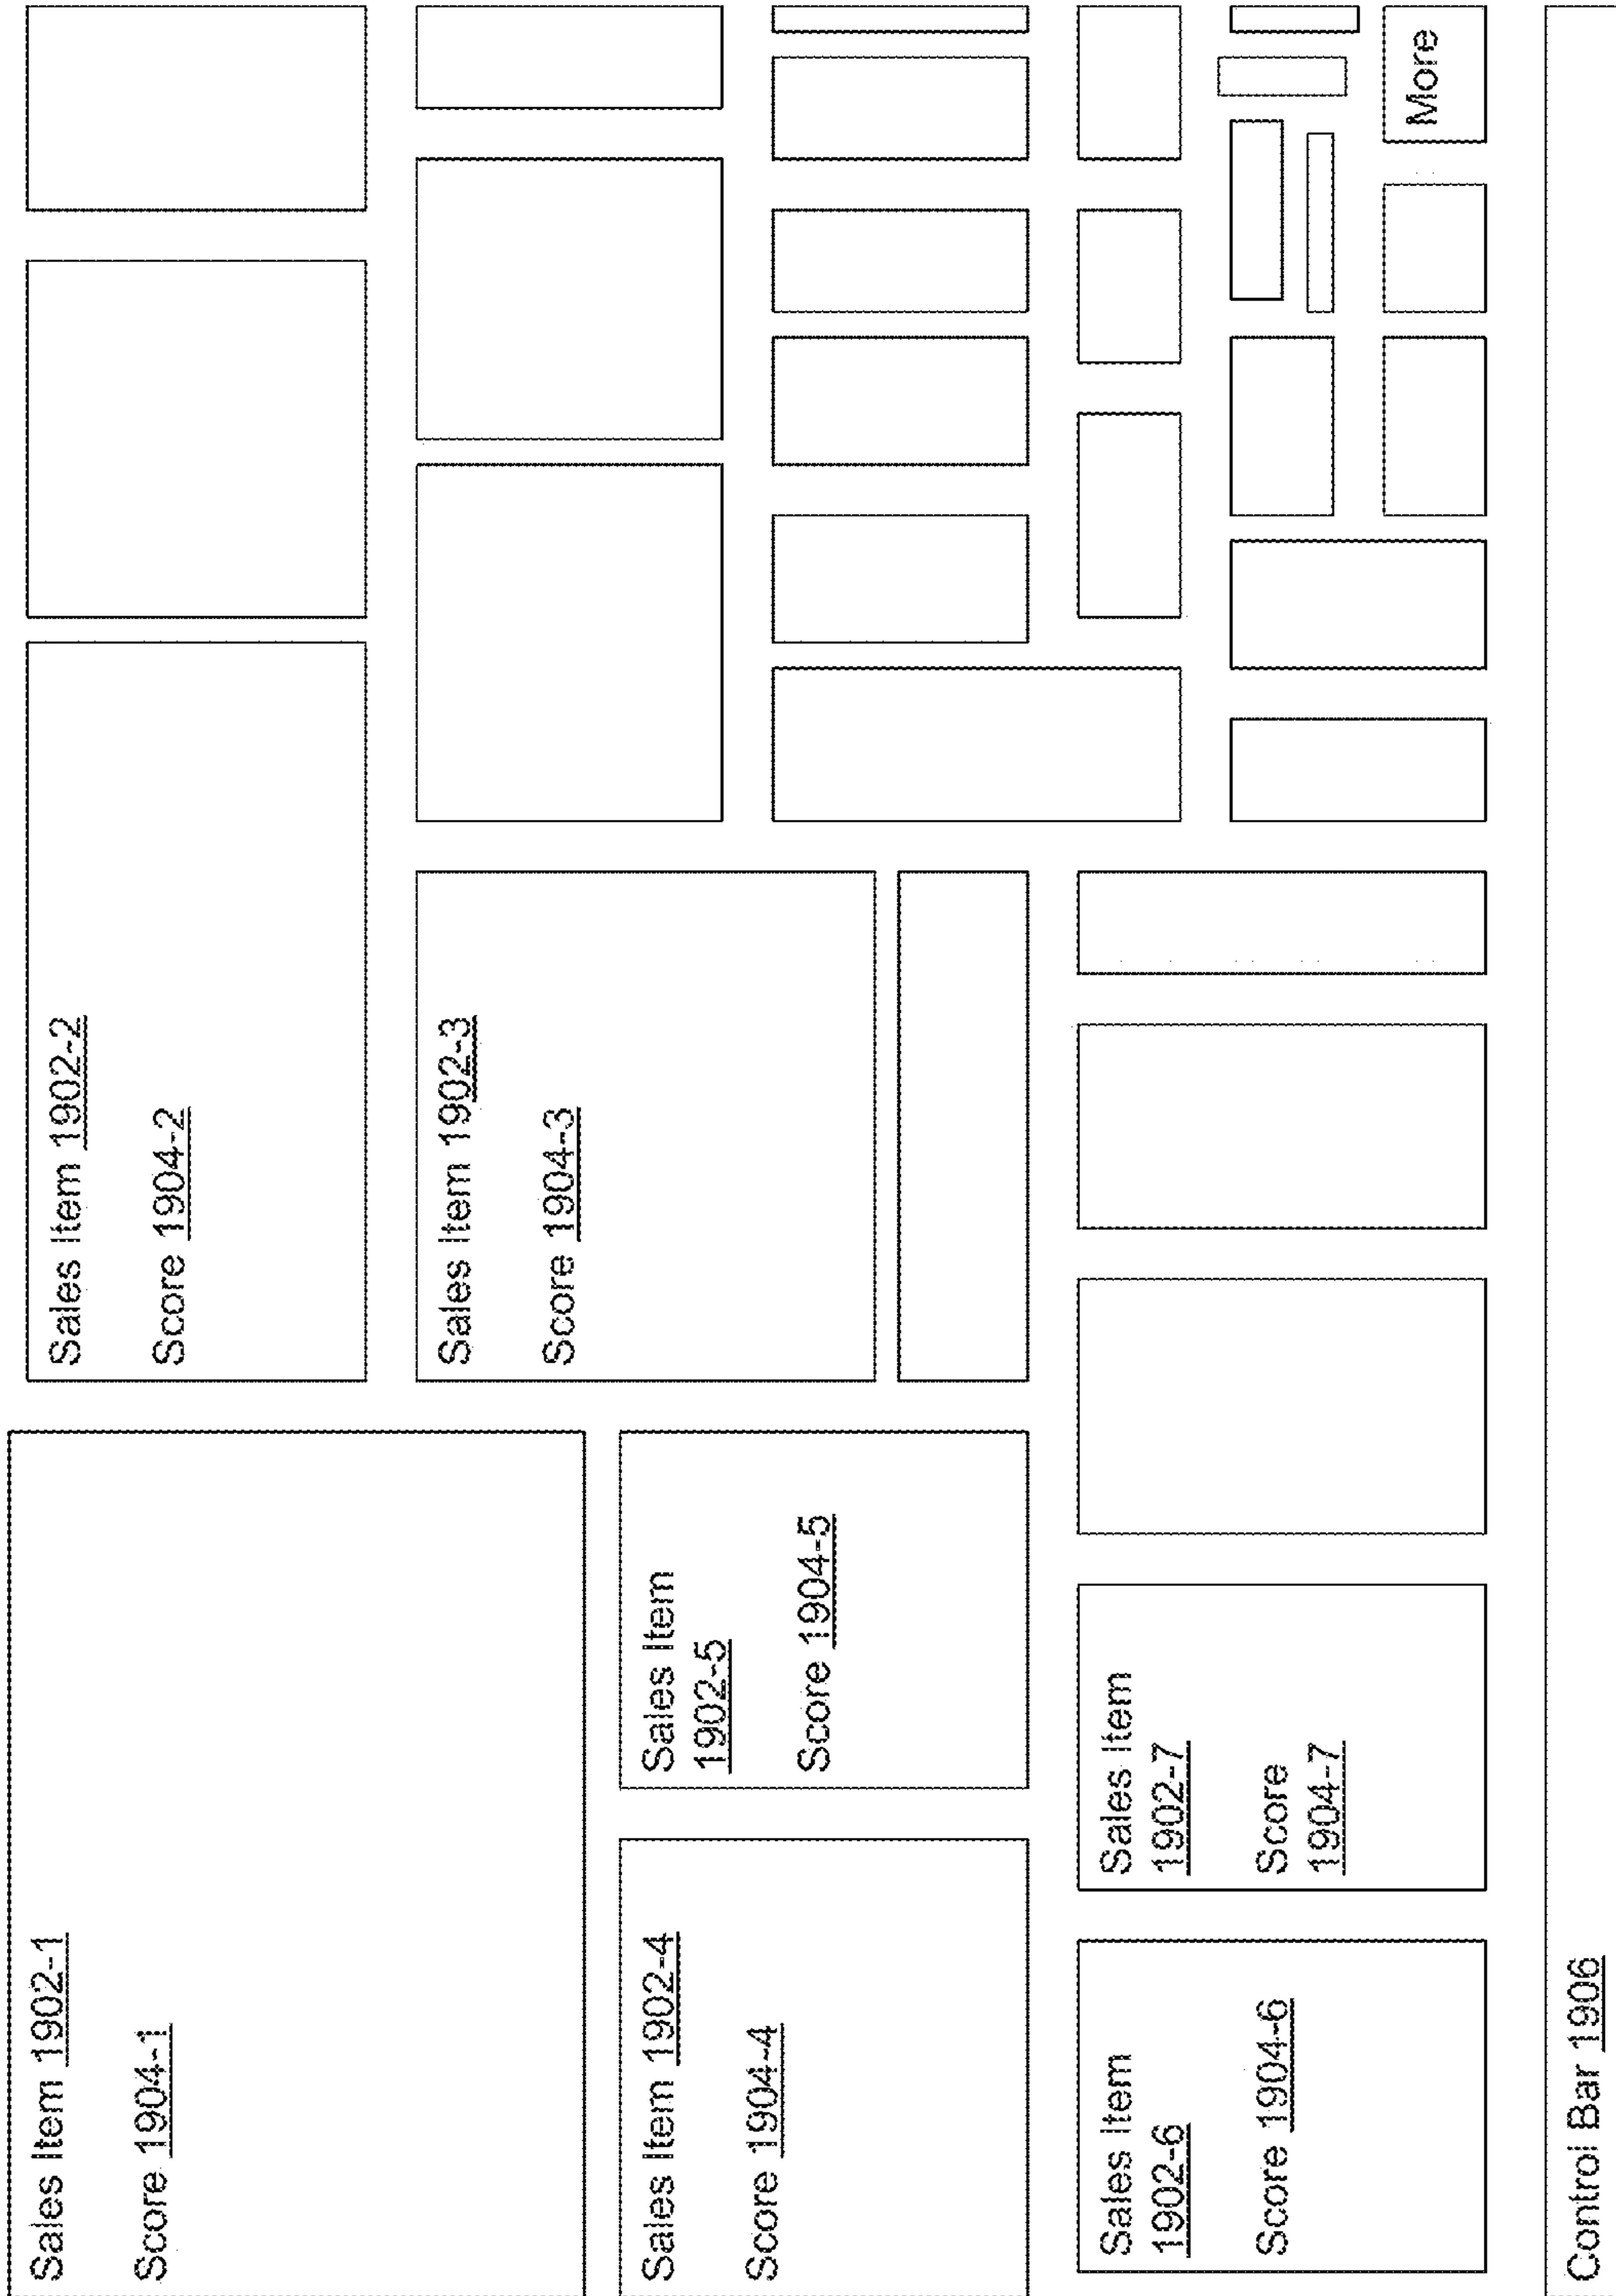 Sales Item 1902-1
Score 1904-1
Sales Item 1902-2
Score 1904-2
Sales Item 1902-3
Score 1904-3
Sales Item 1902-4
Score 1904-4
Sales Item
1902-5
Score 1904-5
Sales Item
1902-6
Score 1904-6
Sales Item
1902-7
Score
1904-7
More
Control Bar 1906